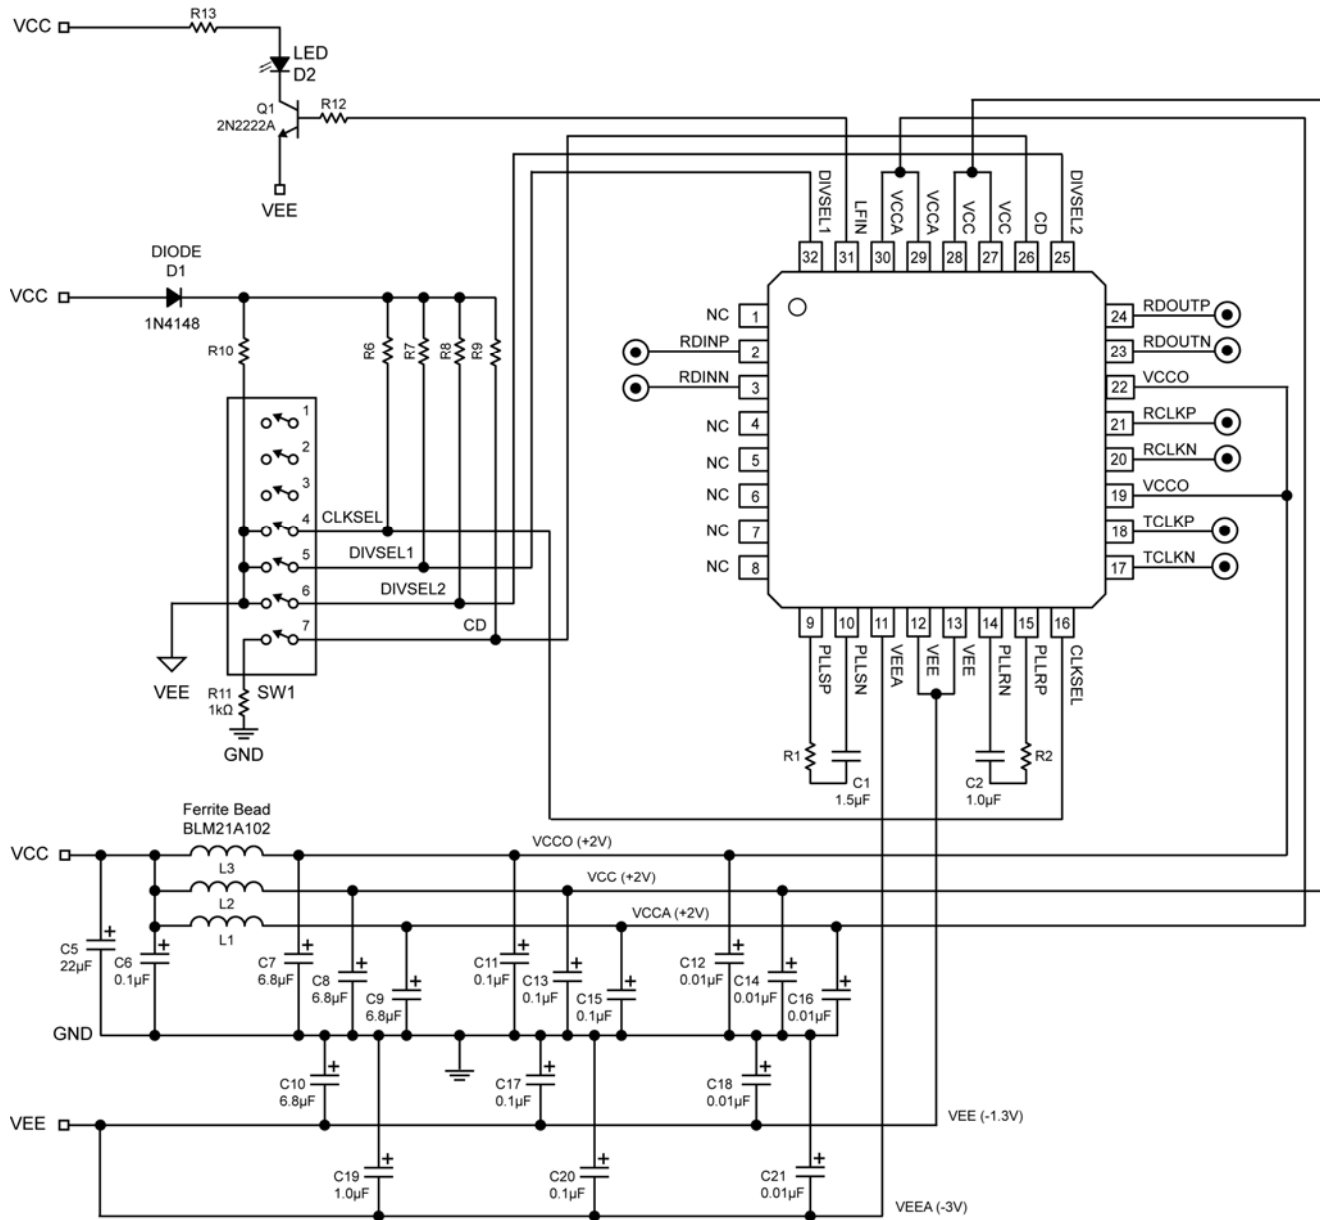 VCC
R13
LED
D2
Q1
2N2222A
R12
VEE
DIODE
D1
VCC
1N4148
R10
R6
R7
R8
R9
1
2
3
4
5
6
7
CLKSEL
DIVSEL1
DIVSEL2
CD
VEE
R11
1kΩ
SW1
GND
DIVSEL1
LFIN
VCCA
VCCA
VCC
VCC
CD
DIVSEL2
32
31
30
29
28
27
26
25
NC
1
RDINP
2
RDINN
3
NC
4
NC
5
NC
6
NC
7
NC
8
24
RDOUTP
23
RDOUTN
22
VCCO
21
RCLKP
20
RCLKN
19
VCCO
18
TCLKP
17
TCLKN
9
10
11
12
13
14
15
16
PLLSP
PLLSN
VEEA
VEE
VEE
PLLRN
PLLRP
CLKSEL
R1
C1
1.5µF
C2
1.0µF
R2
Ferrite Bead
BLM21A102
VCC
L3
VCCO (+2V)
L2
VCC (+2V)
L1
VCCA (+2V)
C5
22µF
+
C6
0.1µF
+
C7
6.8µF
+
C8
6.8µF
+
C9
6.8µF
+
C11
0.1µF
+
C13
0.1µF
+
C15
0.1µF
+
C12
0.01µF
+
C14
0.01µF
+
C16
0.01µF
+
GND
C10
6.8µF
+
C17
0.1µF
+
C18
0.01µF
+
VEE
VEE (-1.3V)
C19
1.0µF
+
C20
0.1µF
+
C21
0.01µF
+
VEEA (-3V)